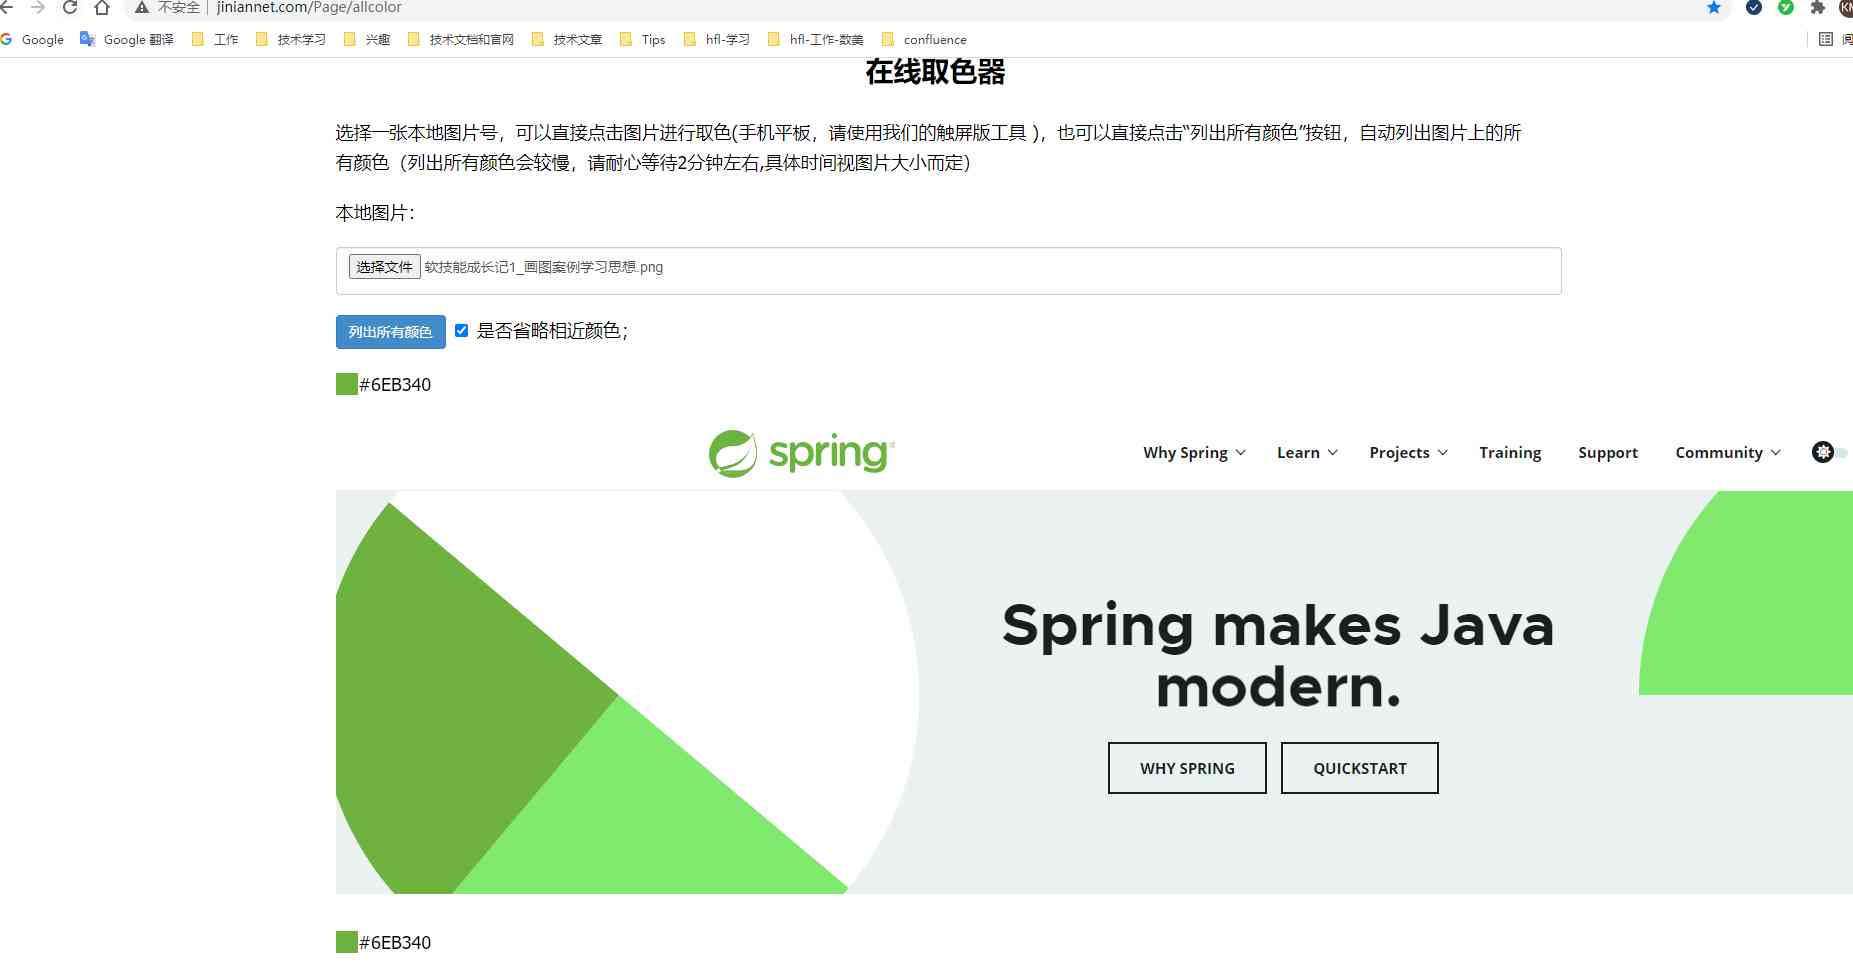 不安全 jiniannet.com/Page/allcolor
Google Google 翻译 工作 技术学习 兴趣 技术文档和官网 技术文章 Tips hfl-学习 hfl-工作-数美 confluence
在线取色器
选择一张本地图片号，可以直接点击图片进行取色(手机平板，请使用我们的触屏版工具 )，也可以直接点击“列出所有颜色”按钮，自动列出图片上的所
有颜色（列出所有颜色会较慢，请耐心等待2分钟左右,具体时间视图片大小而定）
本地图片：
选择文件 软技能成长记1_画图案例学习思想.png
列出所有颜色 是否省略相近颜色；
#6EB340
spring Why Spring Learn Projects Training Support Community
Spring makes Java
modern.
WHY SPRING QUICKSTART
#6EB340